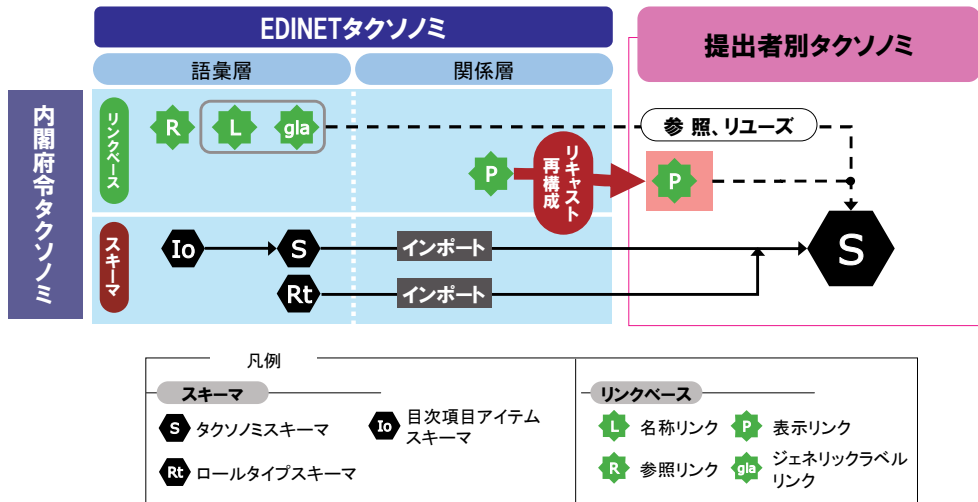 EDINETタクソノミ
提出者別タクソノミ
語彙層
関係層
内閣府令タクソノミ
リンクベース
R
L
gla
参照、リユーズ
P
リキャスト
再構成
P
スキーマ
Io
S
インポート
S
Rt
インポート
凡例
スキーマ
S
タクソノミスキーマ
Io
目次項目アイテム
スキーマ
Rt
ロールタイプスキーマ
リンクベース
L
名称リンク
P
表示リンク
R
参照リンク
gla
ジェネリックラベル
リンク